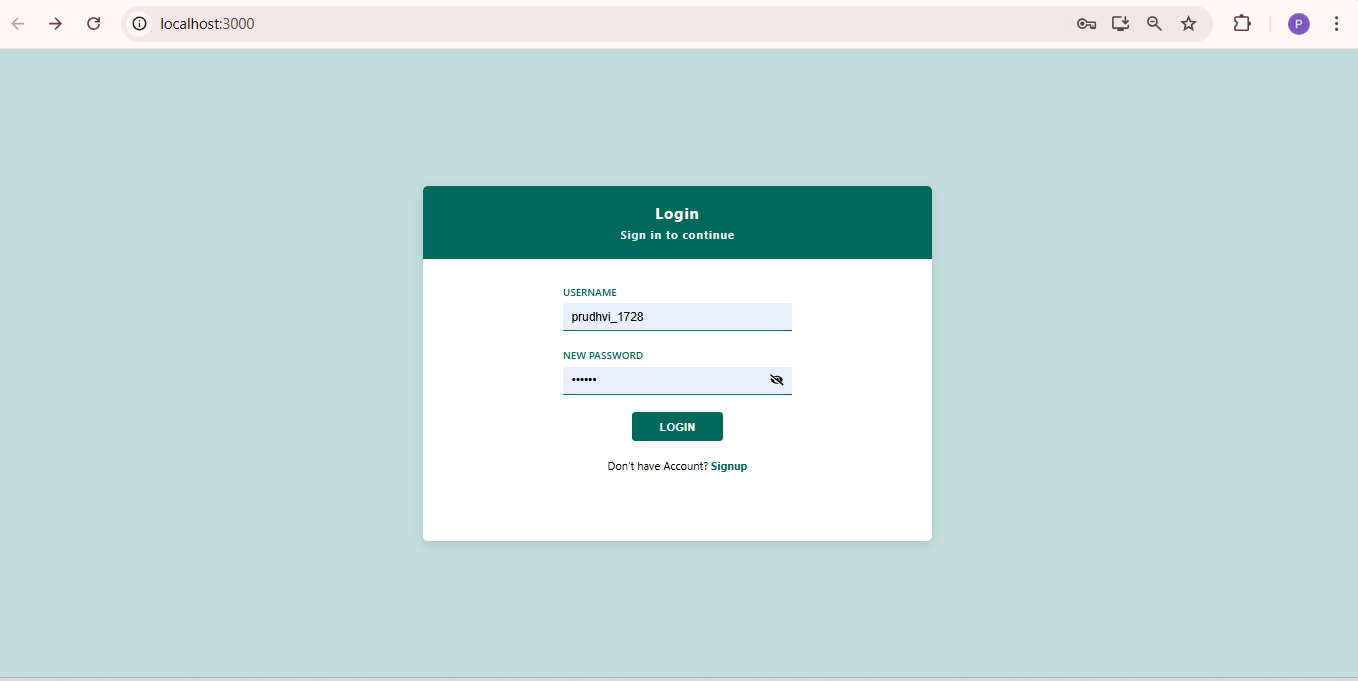 localhost:3000
P
Login
Sign in to continue
USERNAME
prudhvi_1728
NEW PASSWORD
••••••
LOGIN
Don't have Account? Signup